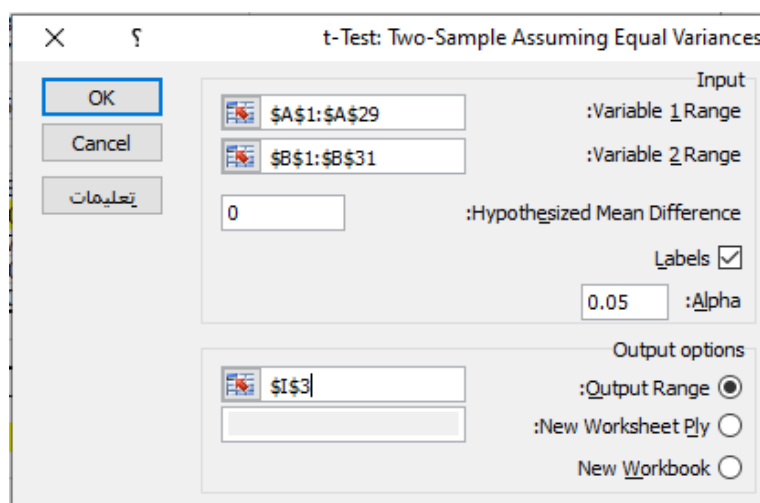 t-Test: Two-Sample Assuming Equal Variances
Input
Variable 1 Range:
$A$1:$A$29
Variable 2 Range:
$B$1:$B$31
Hypothesized Mean Difference:
0
Labels
Alpha:
0.05
OK
Cancel
تعليمات
Output options
Output Range:
$I$3
New Worksheet Ply:
New Workbook
؟